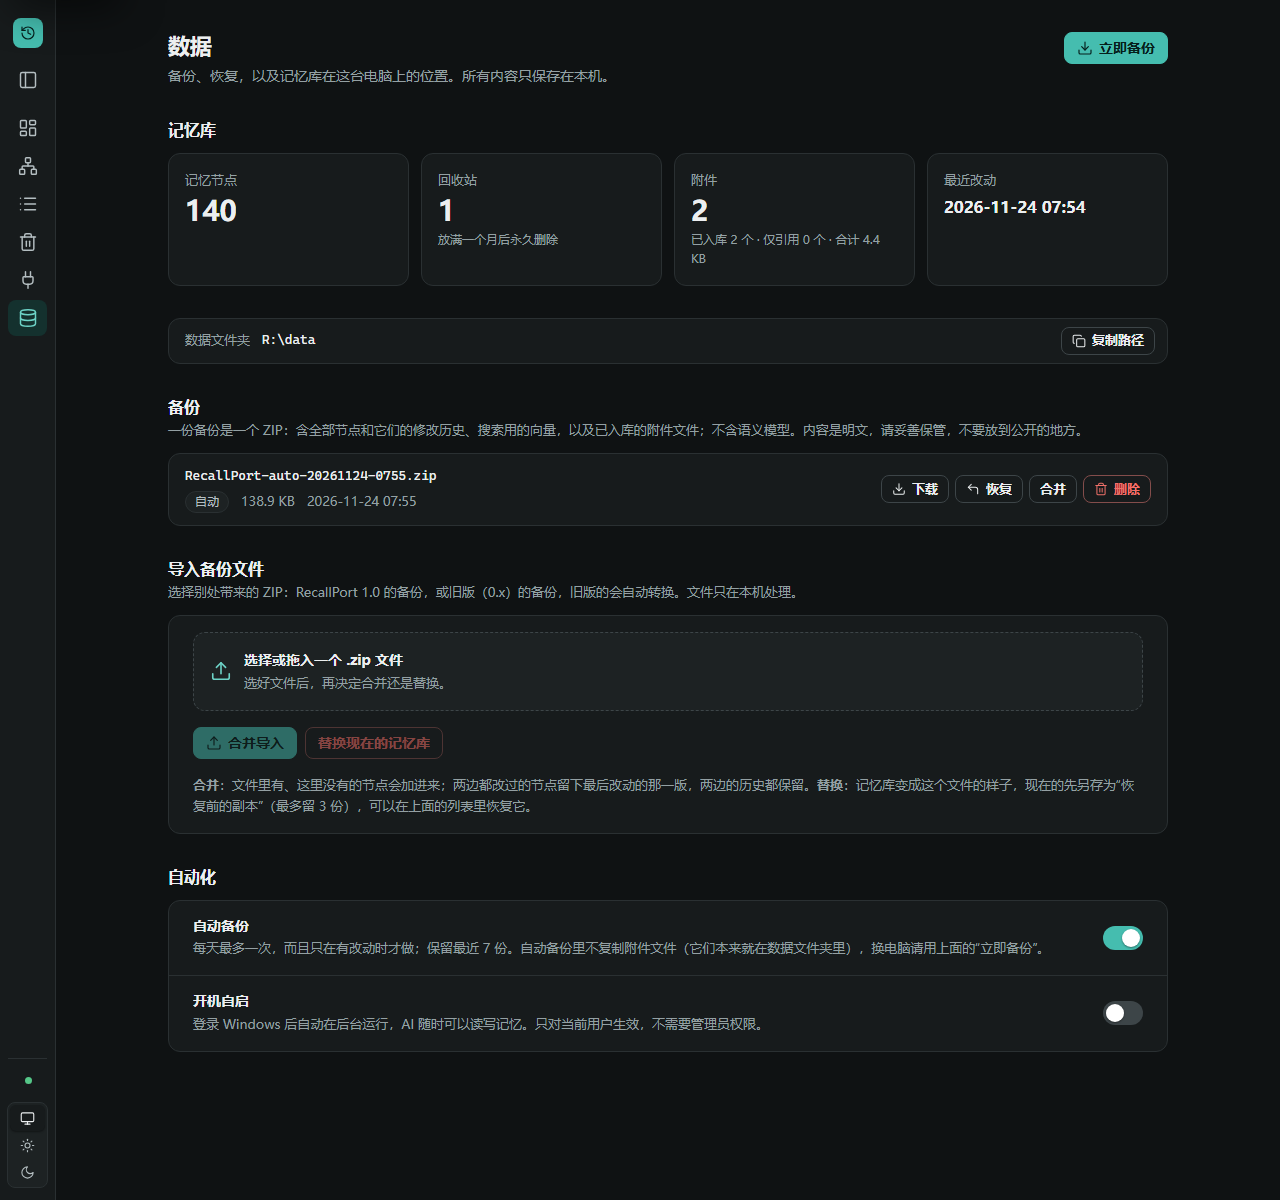 数据
立即备份
备份、恢复，以及记忆库在这台电脑上的位置。所有内容只保存在本机。
记忆库
记忆节点
140
回收站
1
放满一个月后永久删除
附件
2
已入库 2 个 · 仅引用 0 个 · 合计 4.4
KB
最近改动
2026-11-24 07:54
数据文件夹 R:\data
复制路径
备份
一份备份是一个 ZIP：含全部节点和它们的修改历史、搜索用的向量，以及已入库的附件文件；不含语义模型。内容是明文，请妥善保管，不要放到公开的地方。
RecallPort-auto-20261124-0755.zip
自动 138.9 KB 2026-11-24 07:55
下载 恢复 合并 删除
导入备份文件
选择别处带来的 ZIP：RecallPort 1.0 的备份，或旧版（0.x）的备份，旧版的会自动转换。文件只在本机处理。
选择或拖入一个 .zip 文件
选好文件后，再决定合并还是替换。
合并导入 替换现在的记忆库
合并：文件里有、这里没有的节点会加进来；两边都改过的节点留下最后改动的那一版，两边的历史都保留。替换：记忆库变成这个文件的样子，现在的先另存为“恢
复前的副本”（最多留 3 份），可以在上面的列表里恢复它。
自动化
自动备份
每天最多一次，而且只在有改动时才做；保留最近 7 份。自动备份里不复制附件文件（它们本来就在数据文件夹里），换电脑请用上面的“立即备份”。
开机自启
登录 Windows 后自动在后台运行，AI 随时可以读写记忆。只对当前用户生效，不需要管理员权限。